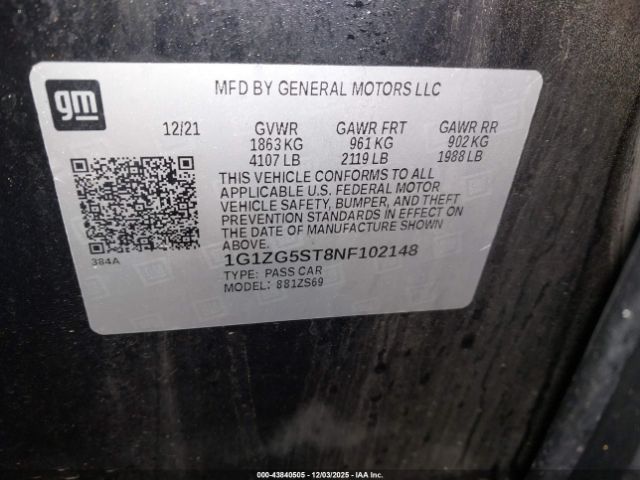 gm
MFD BY GENERAL MOTORS LLC
12/21 GVWR GAWR FRT GAWR RR
1863 KG 961 KG 902 KG
4107 LB 2119 LB 1988 LB
THIS VEHICLE CONFORMS TO ALL
APPLICABLE U.S. FEDERAL MOTOR
VEHICLE SAFETY, BUMPER, AND THEFT
PREVENTION STANDARDS IN EFFECT ON
THE DATE OF MANUFACTURE SHOWN
ABOVE.
384A
1G1ZG5ST8NF102148
TYPE: PASS CAR
MODEL: 881ZS69
000-43840505 - 12/03/2025 - IAA, Inc.